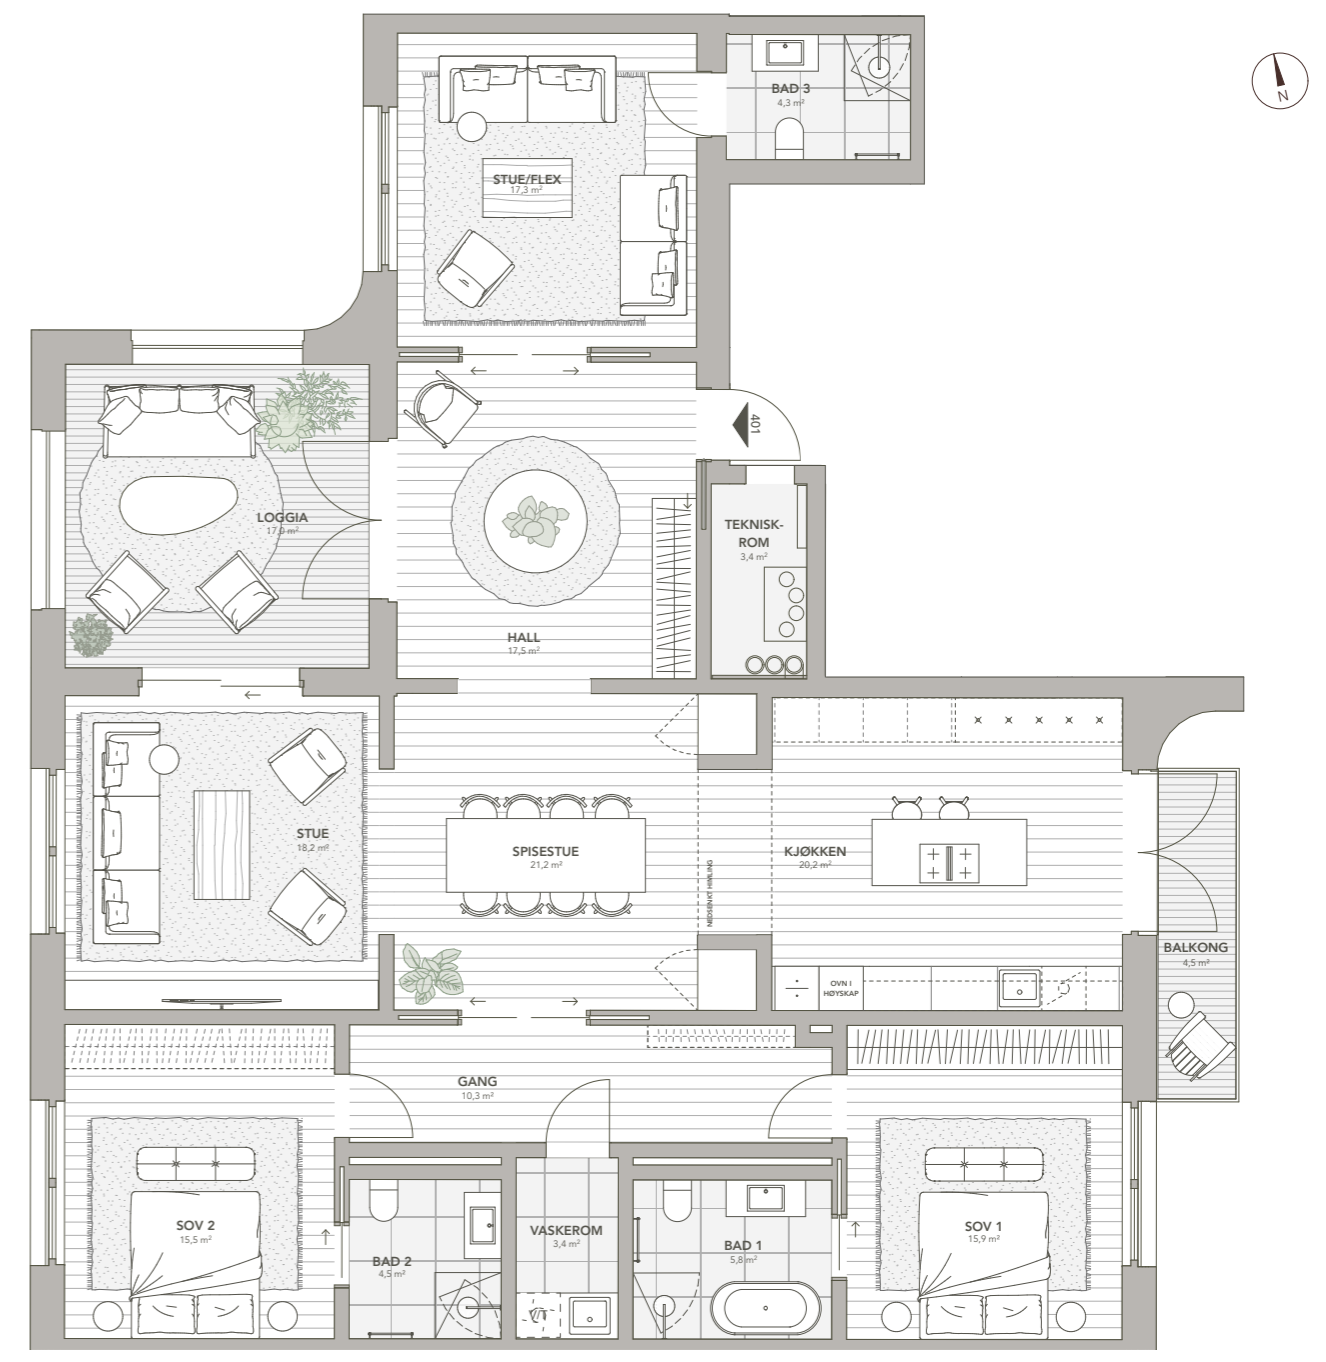 BAD 3
4,3 m²
N
STUE/FLEX
17,3 m²
401
LOGGIA
17,0 m²
TEKNISK-
ROM
3,4 m²
HALL
17,5 m²
STUE
18,2 m²
SPISESTUE
21,2 m²
NEDSENKT HIMLING
KJØKKEN
20,2 m²
BALKONG
4,5 m²
OVN I
HØYSKAP
GANG
10,3 m²
SOV 2
15,5 m²
BAD 2
4,5 m²
VASKEROM
3,4 m²
BAD 1
5,8 m²
SOV 1
15,9 m²